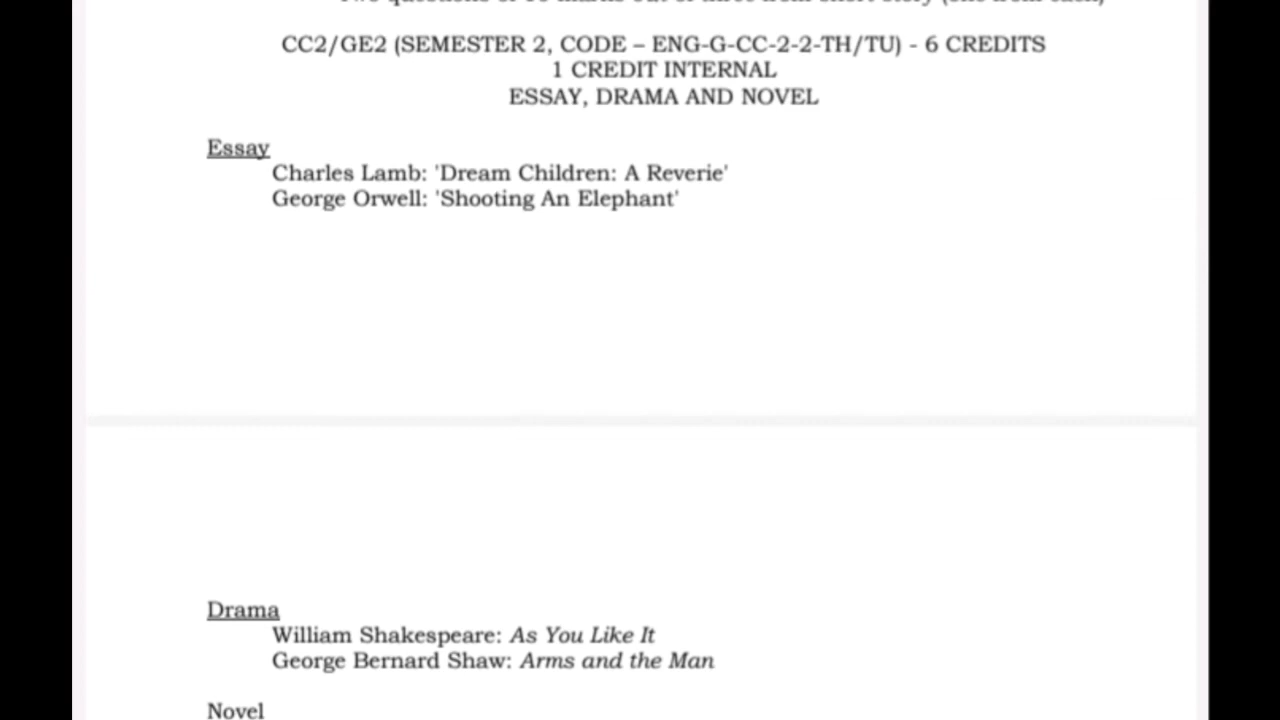 CC2/GE2 (SEMESTER 2, CODE – ENG-G-CC-2-2-TH/TU) - 6 CREDITS
1 CREDIT INTERNAL
ESSAY, DRAMA AND NOVEL
Essay
Charles Lamb: 'Dream Children: A Reverie'
George Orwell: 'Shooting An Elephant'
Drama
William Shakespeare: As You Like It
George Bernard Shaw: Arms and the Man
Novel